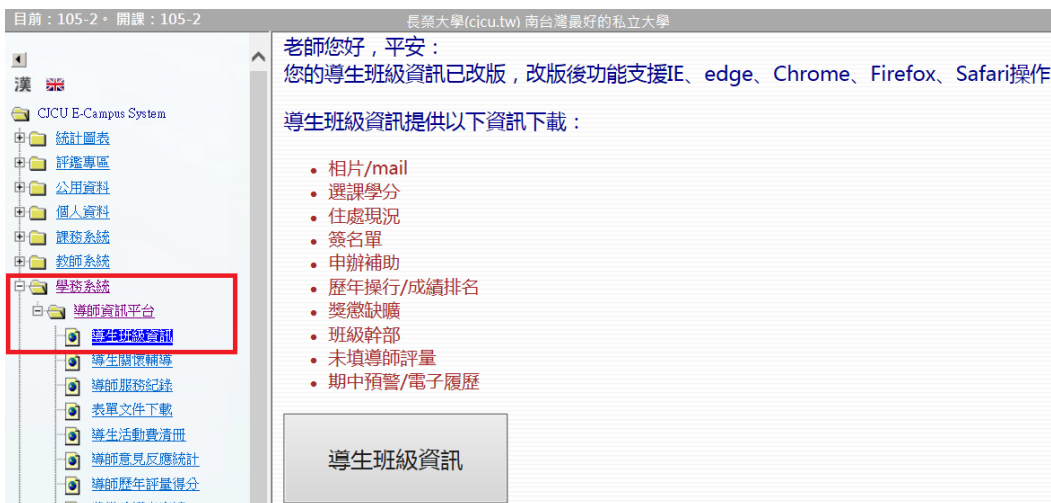 目前：105-2。開課：105-2
長榮大學(cjcu.tw) 南台灣最好的私立大學
漢
CJCU E-Campus System
統計圖表
評鑑專區
公用資料
個人資料
課務系統
教師系統
學務系統
導師資訊平台
導生班級資訊
導生關懷輔導
導師服務紀錄
表單文件下載
導生活動費清冊
導師意見反應統計
導師歷年評量得分
老師您好，平安：
您的導生班級資訊已改版，改版後功能支援IE、edge、Chrome、Firefox、Safari操作
導生班級資訊提供以下資訊下載：
• 相片/mail
• 選課學分
• 住處現況
• 簽名單
• 申辦補助
• 歷年操行/成績排名
• 獎懲缺曠
• 班級幹部
• 未填導師評量
• 期中預警/電子履歷
導生班級資訊